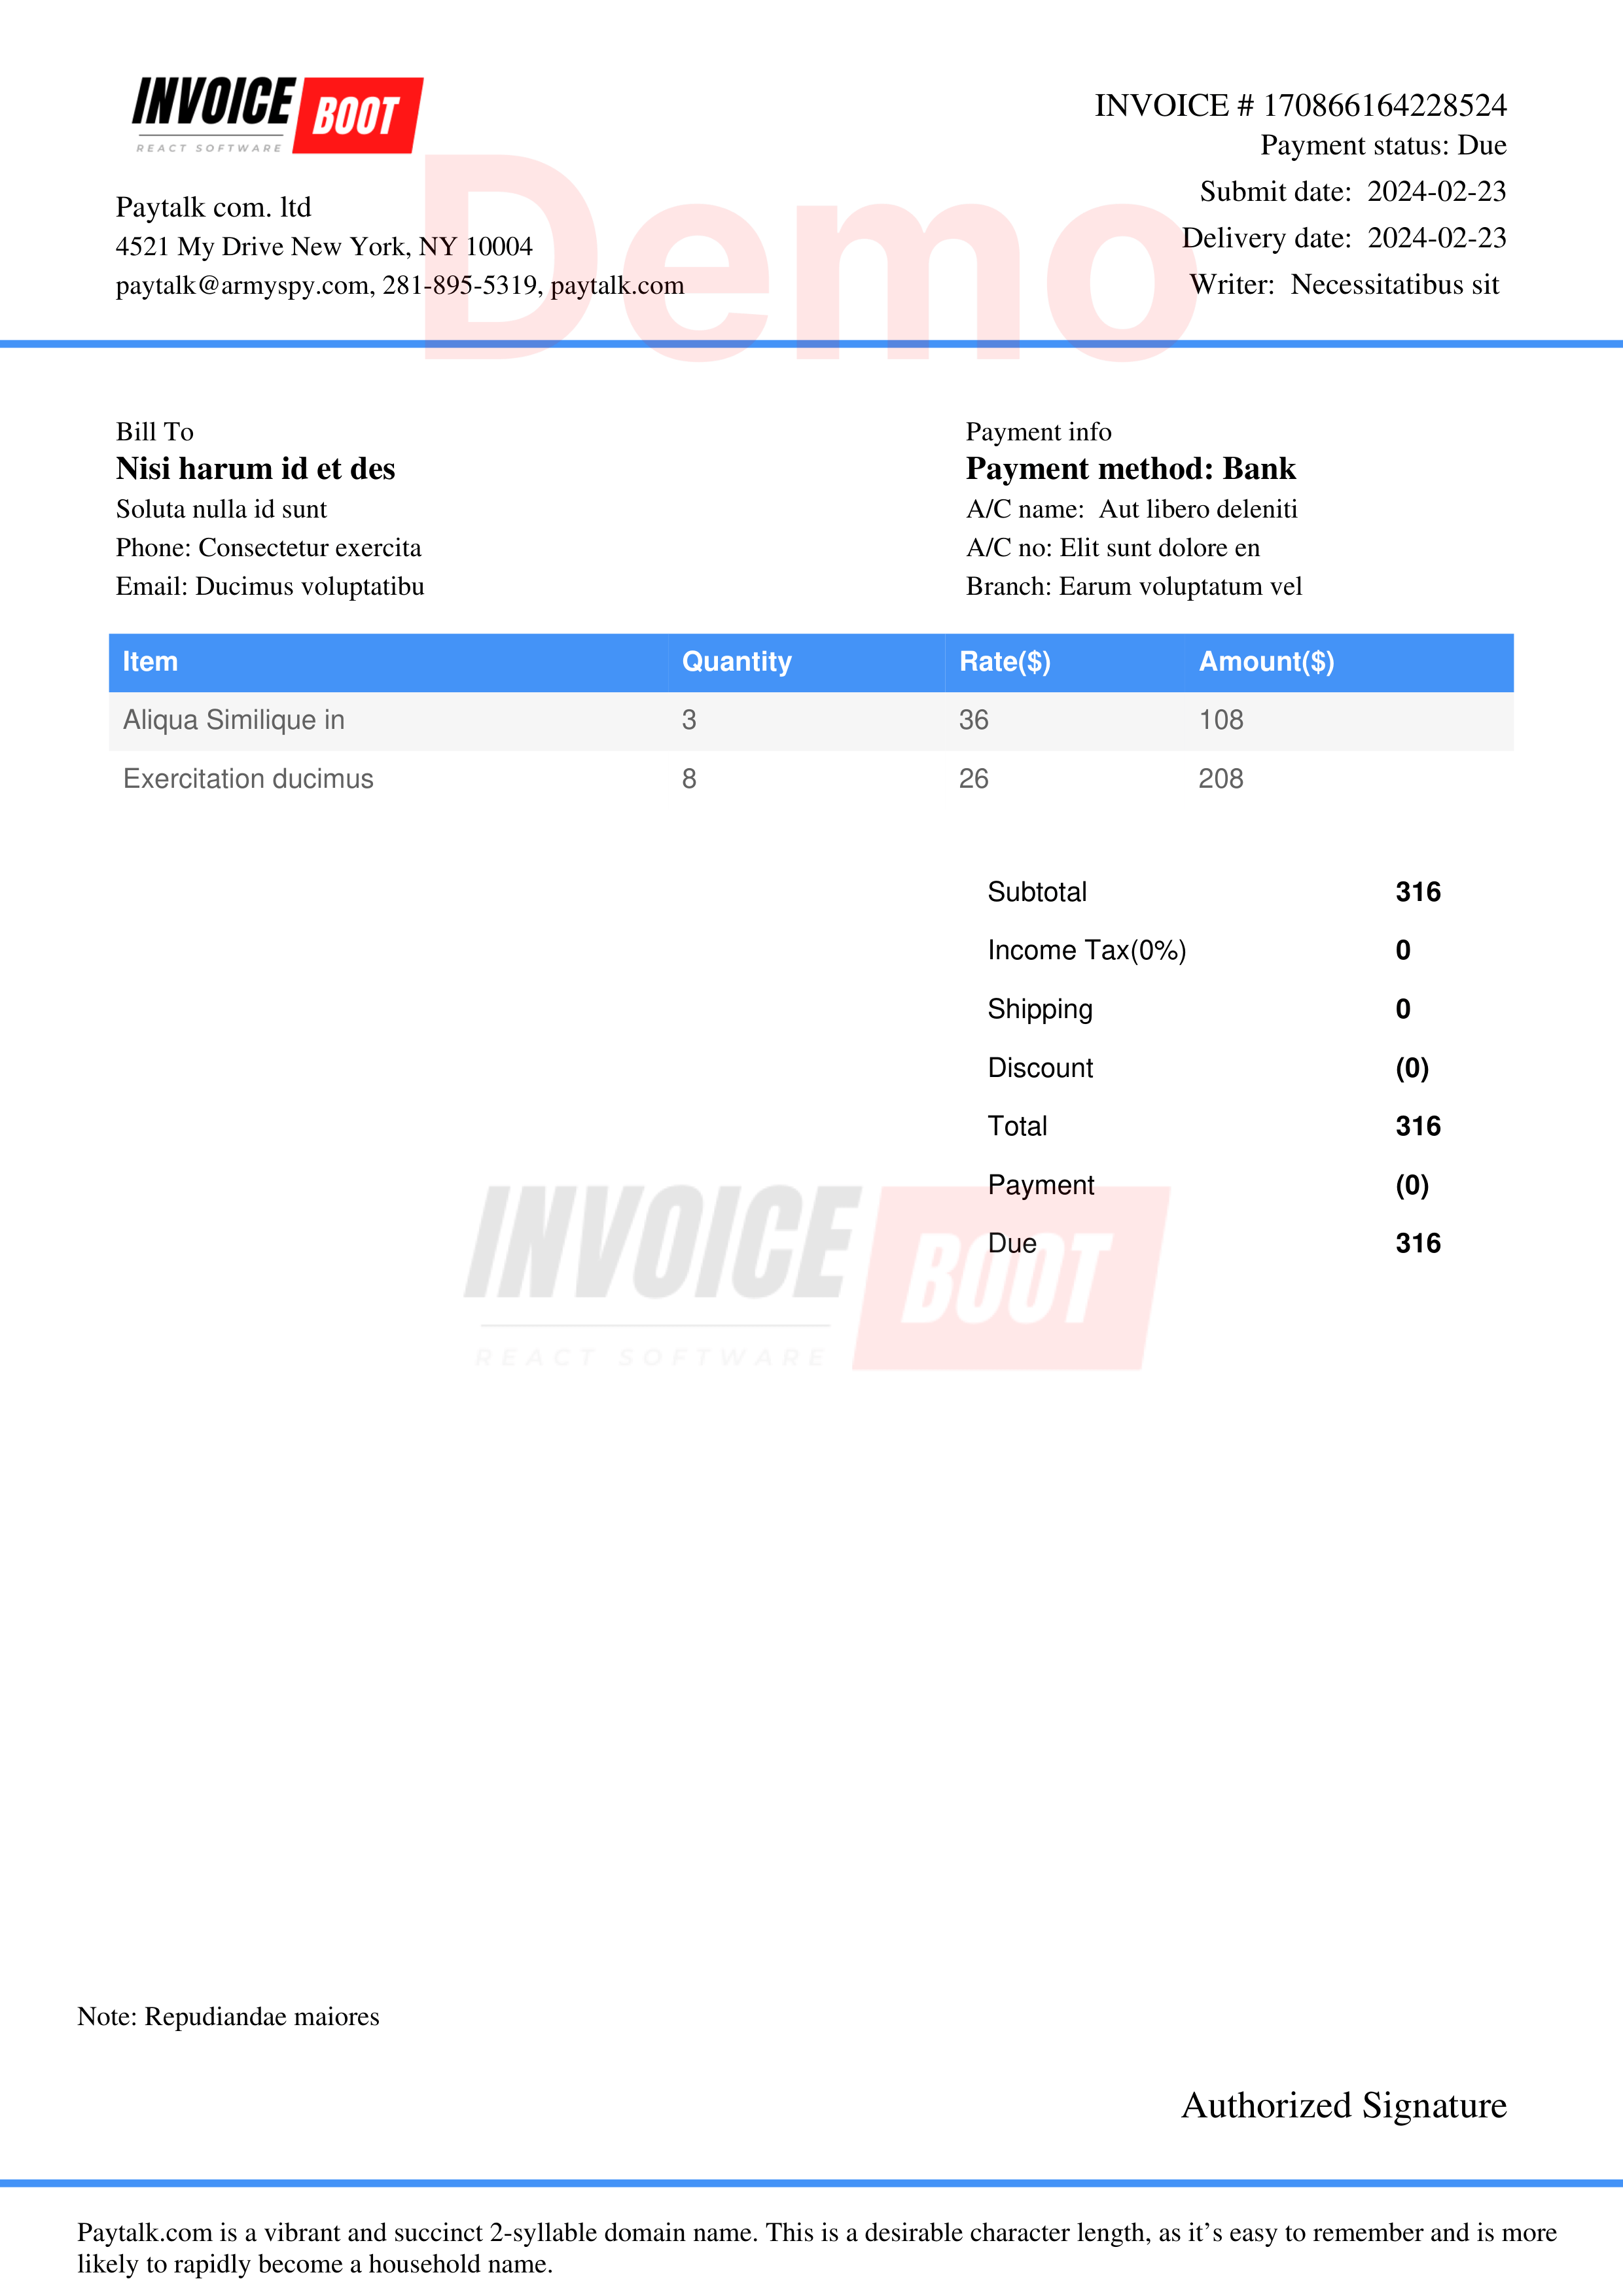 INVOICE BOOT
REACT SOFTWARE
INVOICE # 170866164228524
Payment status: Due
Submit date: 2024-02-23
Delivery date: 2024-02-23
Writer: Necessitatibus sit
Paytalk com. ltd
4521 My Drive New York, NY 10004
paytalk@armyspy.com, 281-895-5319, paytalk.com
Demo
Bill To
Nisi harum id et des
Soluta nulla id sunt
Phone: Consectetur exercita
Email: Ducimus voluptatibu
Payment info
Payment method: Bank
A/C name: Aut libero deleniti
A/C no: Elit sunt dolore en
Branch: Earum voluptatum vel
Item Quantity Rate($) Amount($)
Aliqua Similique in 3 36 108
Exercitation ducimus 8 26 208
Subtotal 316
Income Tax(0%) 0
Shipping 0
Discount (0)
Total 316
Payment (0)
Due 316
INVOICE BOOT
REACT SOFTWARE
Note: Repudiandae maiores
Authorized Signature
Paytalk.com is a vibrant and succinct 2-syllable domain name. This is a desirable character length, as it’s easy to remember and is more
likely to rapidly become a household name.